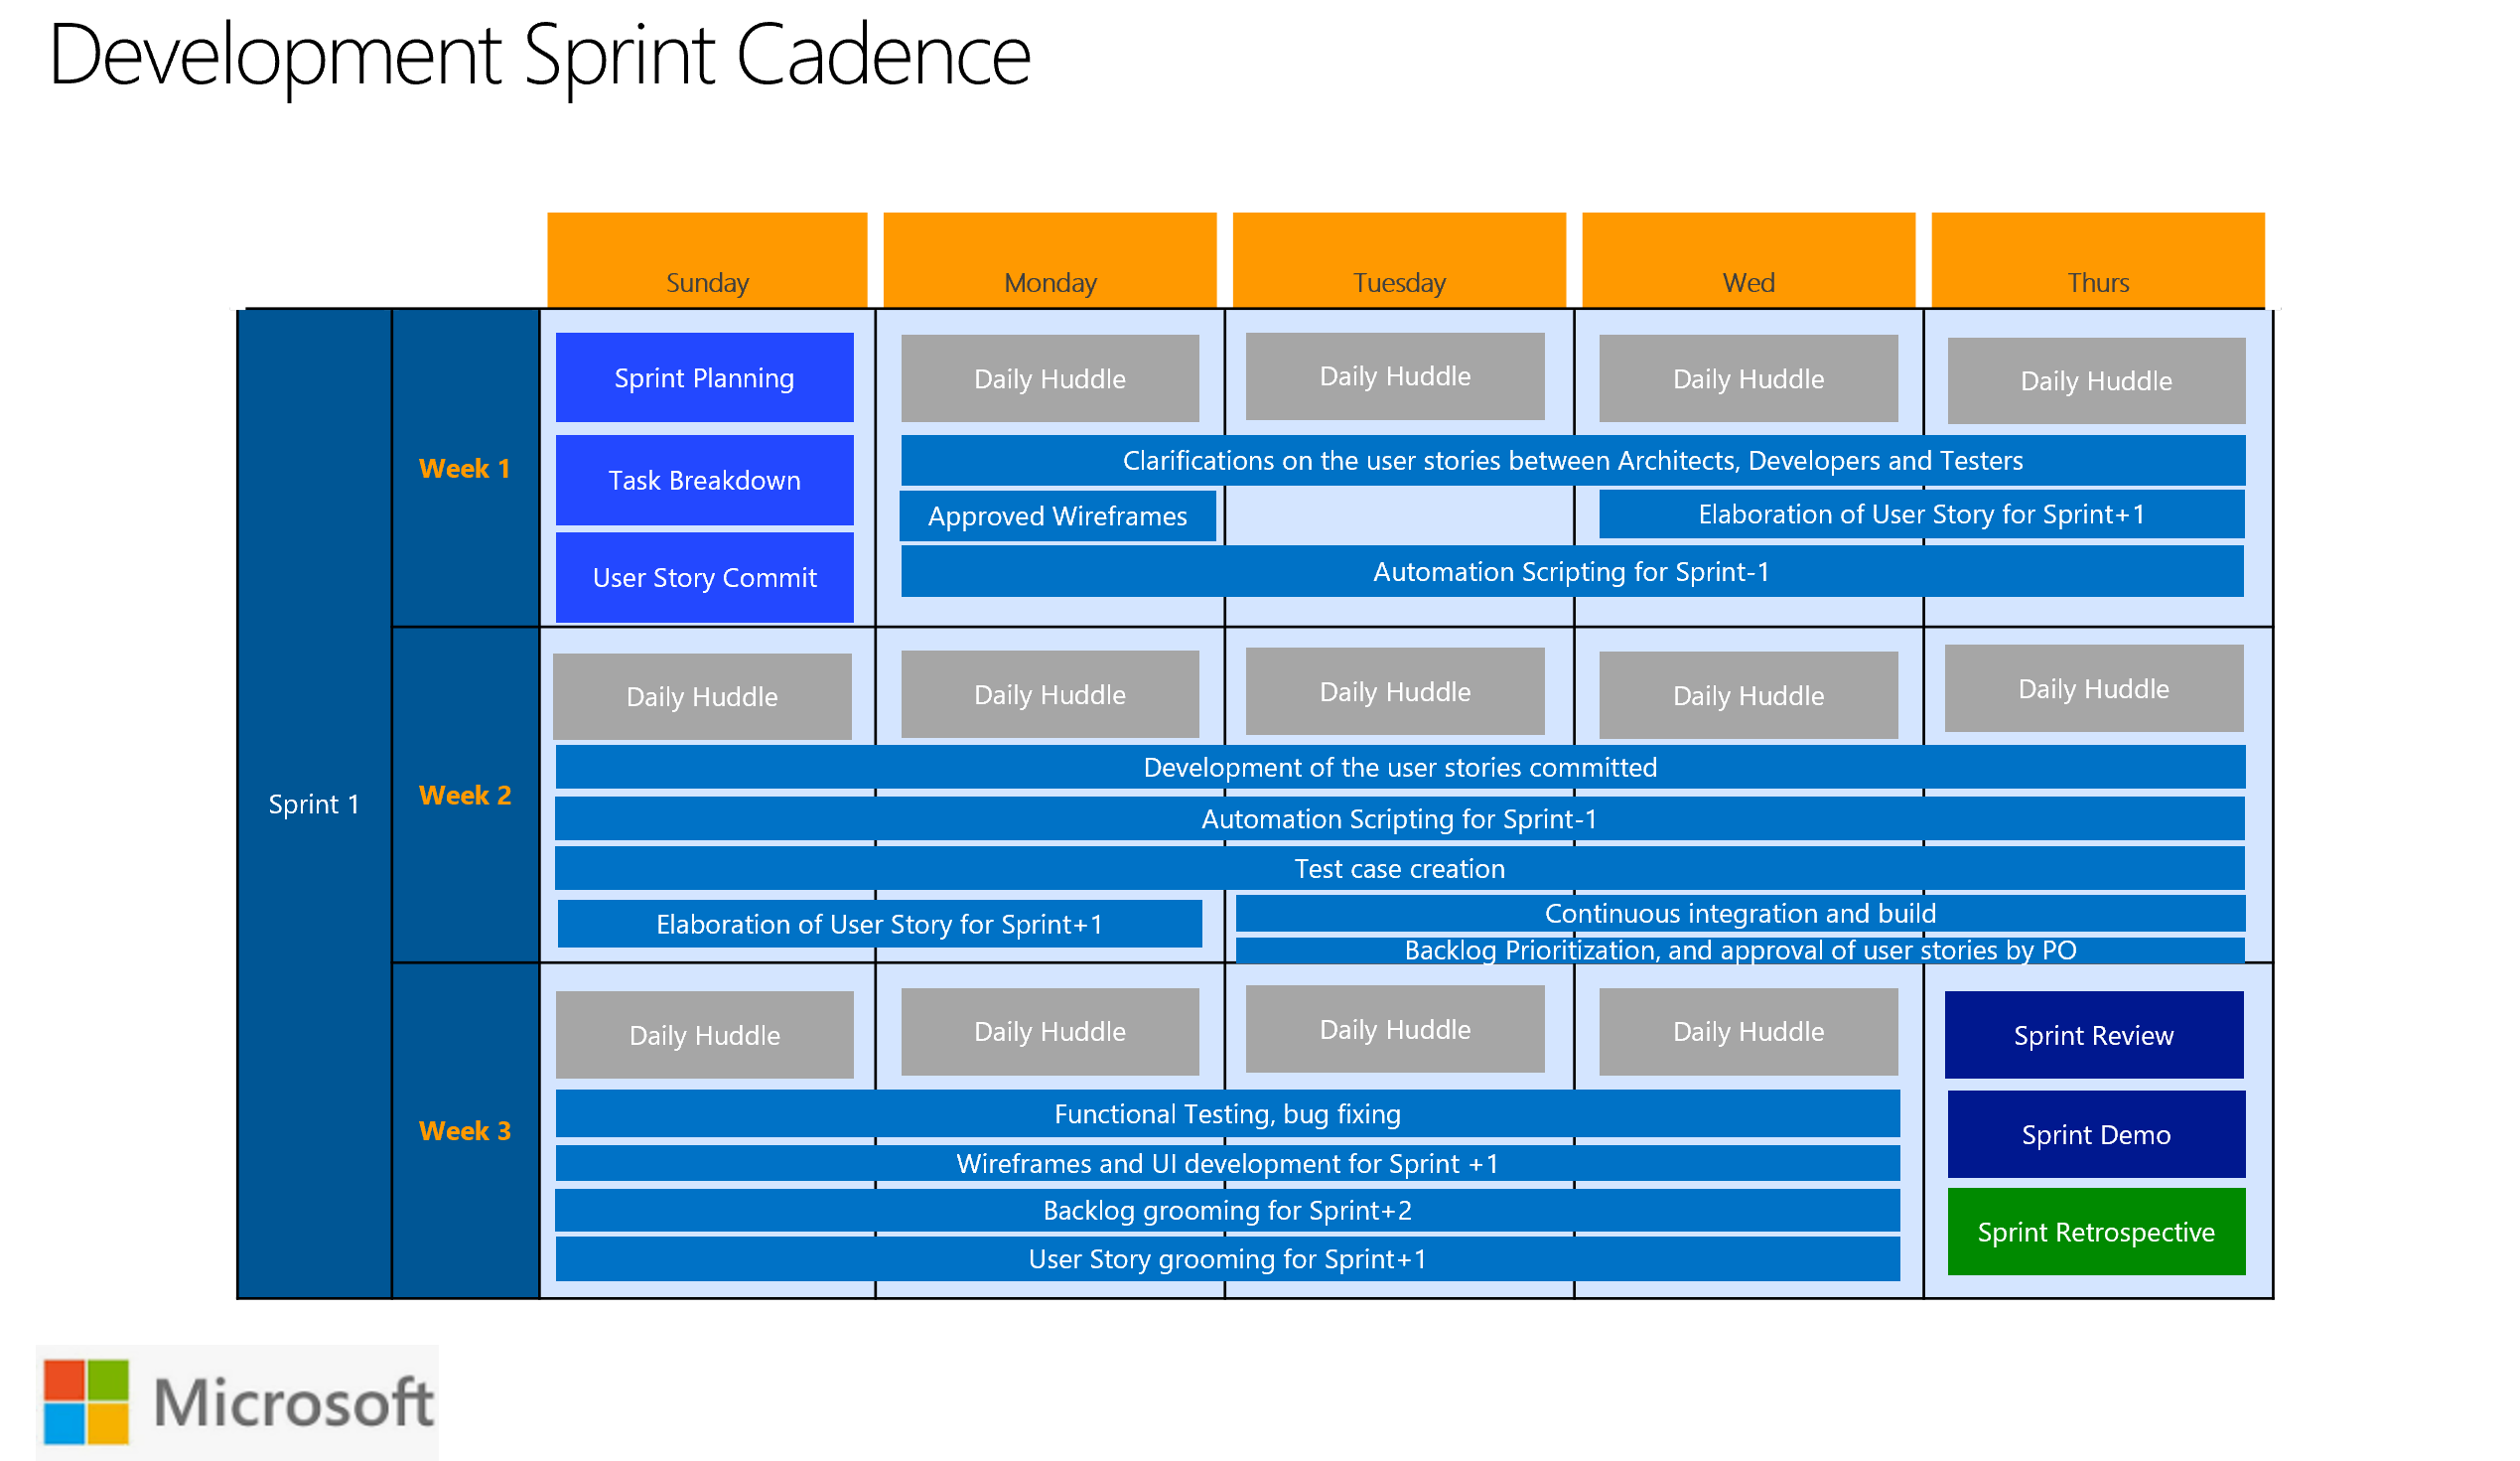 Development Sprint Cadence
Sunday
Monday
Tuesday
Wed
Thurs
Sprint 1
Week 1
Sprint Planning
Daily Huddle
Daily Huddle
Daily Huddle
Daily Huddle
Task Breakdown
Clarifications on the user stories between Architects, Developers and Testers
Approved Wireframes
Elaboration of User Story for Sprint+1
User Story Commit
Automation Scripting for Sprint-1
Week 2
Daily Huddle
Daily Huddle
Daily Huddle
Daily Huddle
Daily Huddle
Development of the user stories committed
Automation Scripting for Sprint-1
Test case creation
Elaboration of User Story for Sprint+1
Continuous integration and build
Backlog Prioritization, and approval of user stories by PO
Week 3
Daily Huddle
Daily Huddle
Daily Huddle
Daily Huddle
Sprint Review
Functional Testing, bug fixing
Sprint Demo
Wireframes and UI development for Sprint +1
Backlog grooming for Sprint+2
Sprint Retrospective
User Story grooming for Sprint+1
Microsoft